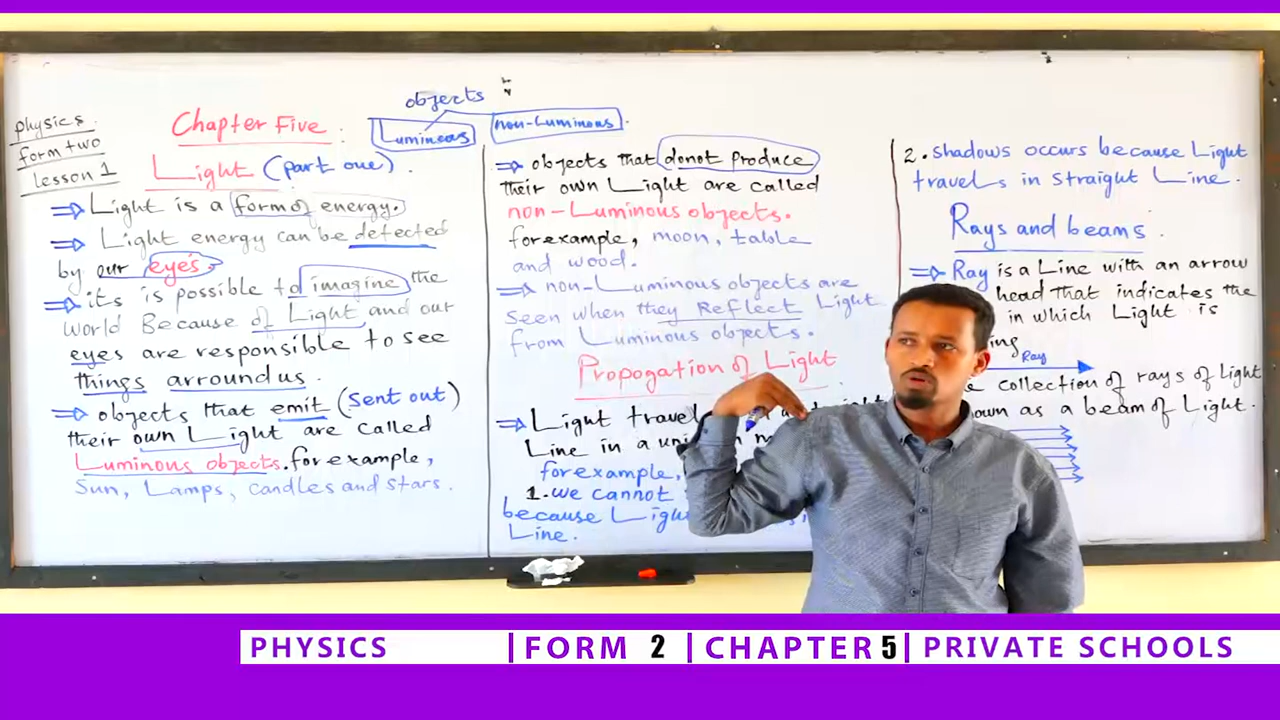 physics.
form two
lesson 1
Chapter Five.
Light (part one).
⇒ Light is a form of energy.
⇒ Light energy can be detected
by our eyes.
⇒ it's is possible to imagine the
world Because of Light and our
eyes are responsible to see
things arround us.
⇒ objects that emit (sent out)
their own Light are called
Luminous objects. for example,
Sun, Lamps, candles and stars.
objects
Lumineous
non-Luminous
⇒ objects that donot produce
their own Light are called
non-Luminous objects.
for example, moon, table
and wood.
⇒ non-Luminous objects are
seen when they Reflect Light
from Luminous objects.
Propogation of Light
⇒ Light travel
Line in a
for example,
1. we cannot
because
Line.
2. shadows occurs because Light
travels in straight Line.
Rays and beams.
⇒ Ray is a Line with an arrow
head that indicates the
in which Light is
Ray
collection of rays of Light
as a beam of Light.
PHYSICS |FORM 2 |CHAPTER 5|PRIVATE SCHOOLS